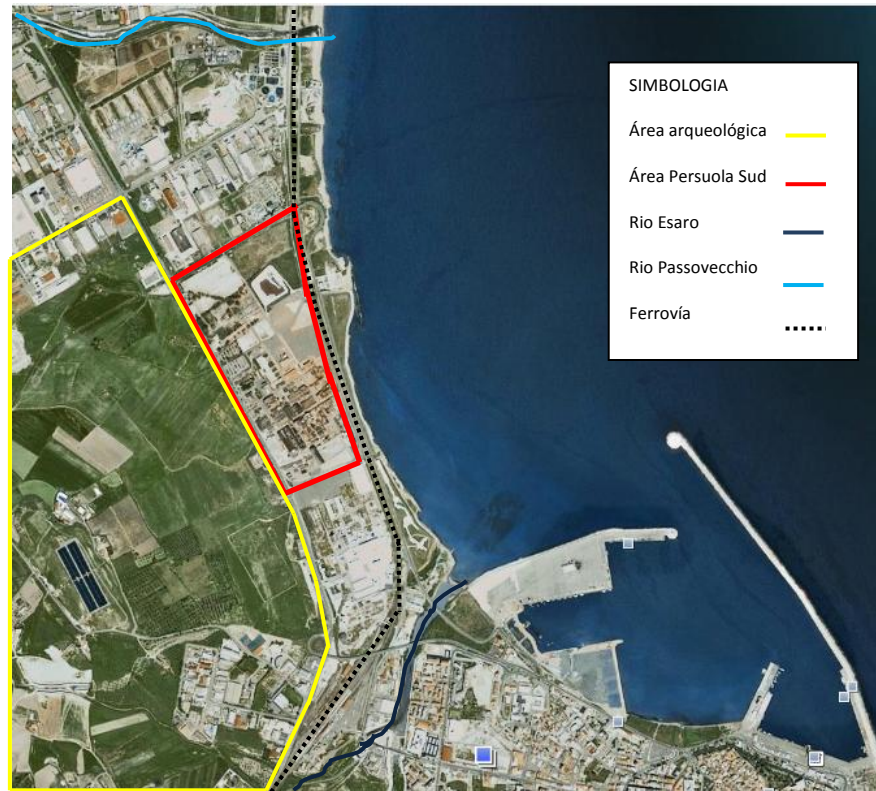 SIMBOLOGIA
Área arqueológica
Área Persuola Sud
Rio Esaro
Rio Passovecchio
Ferrovía